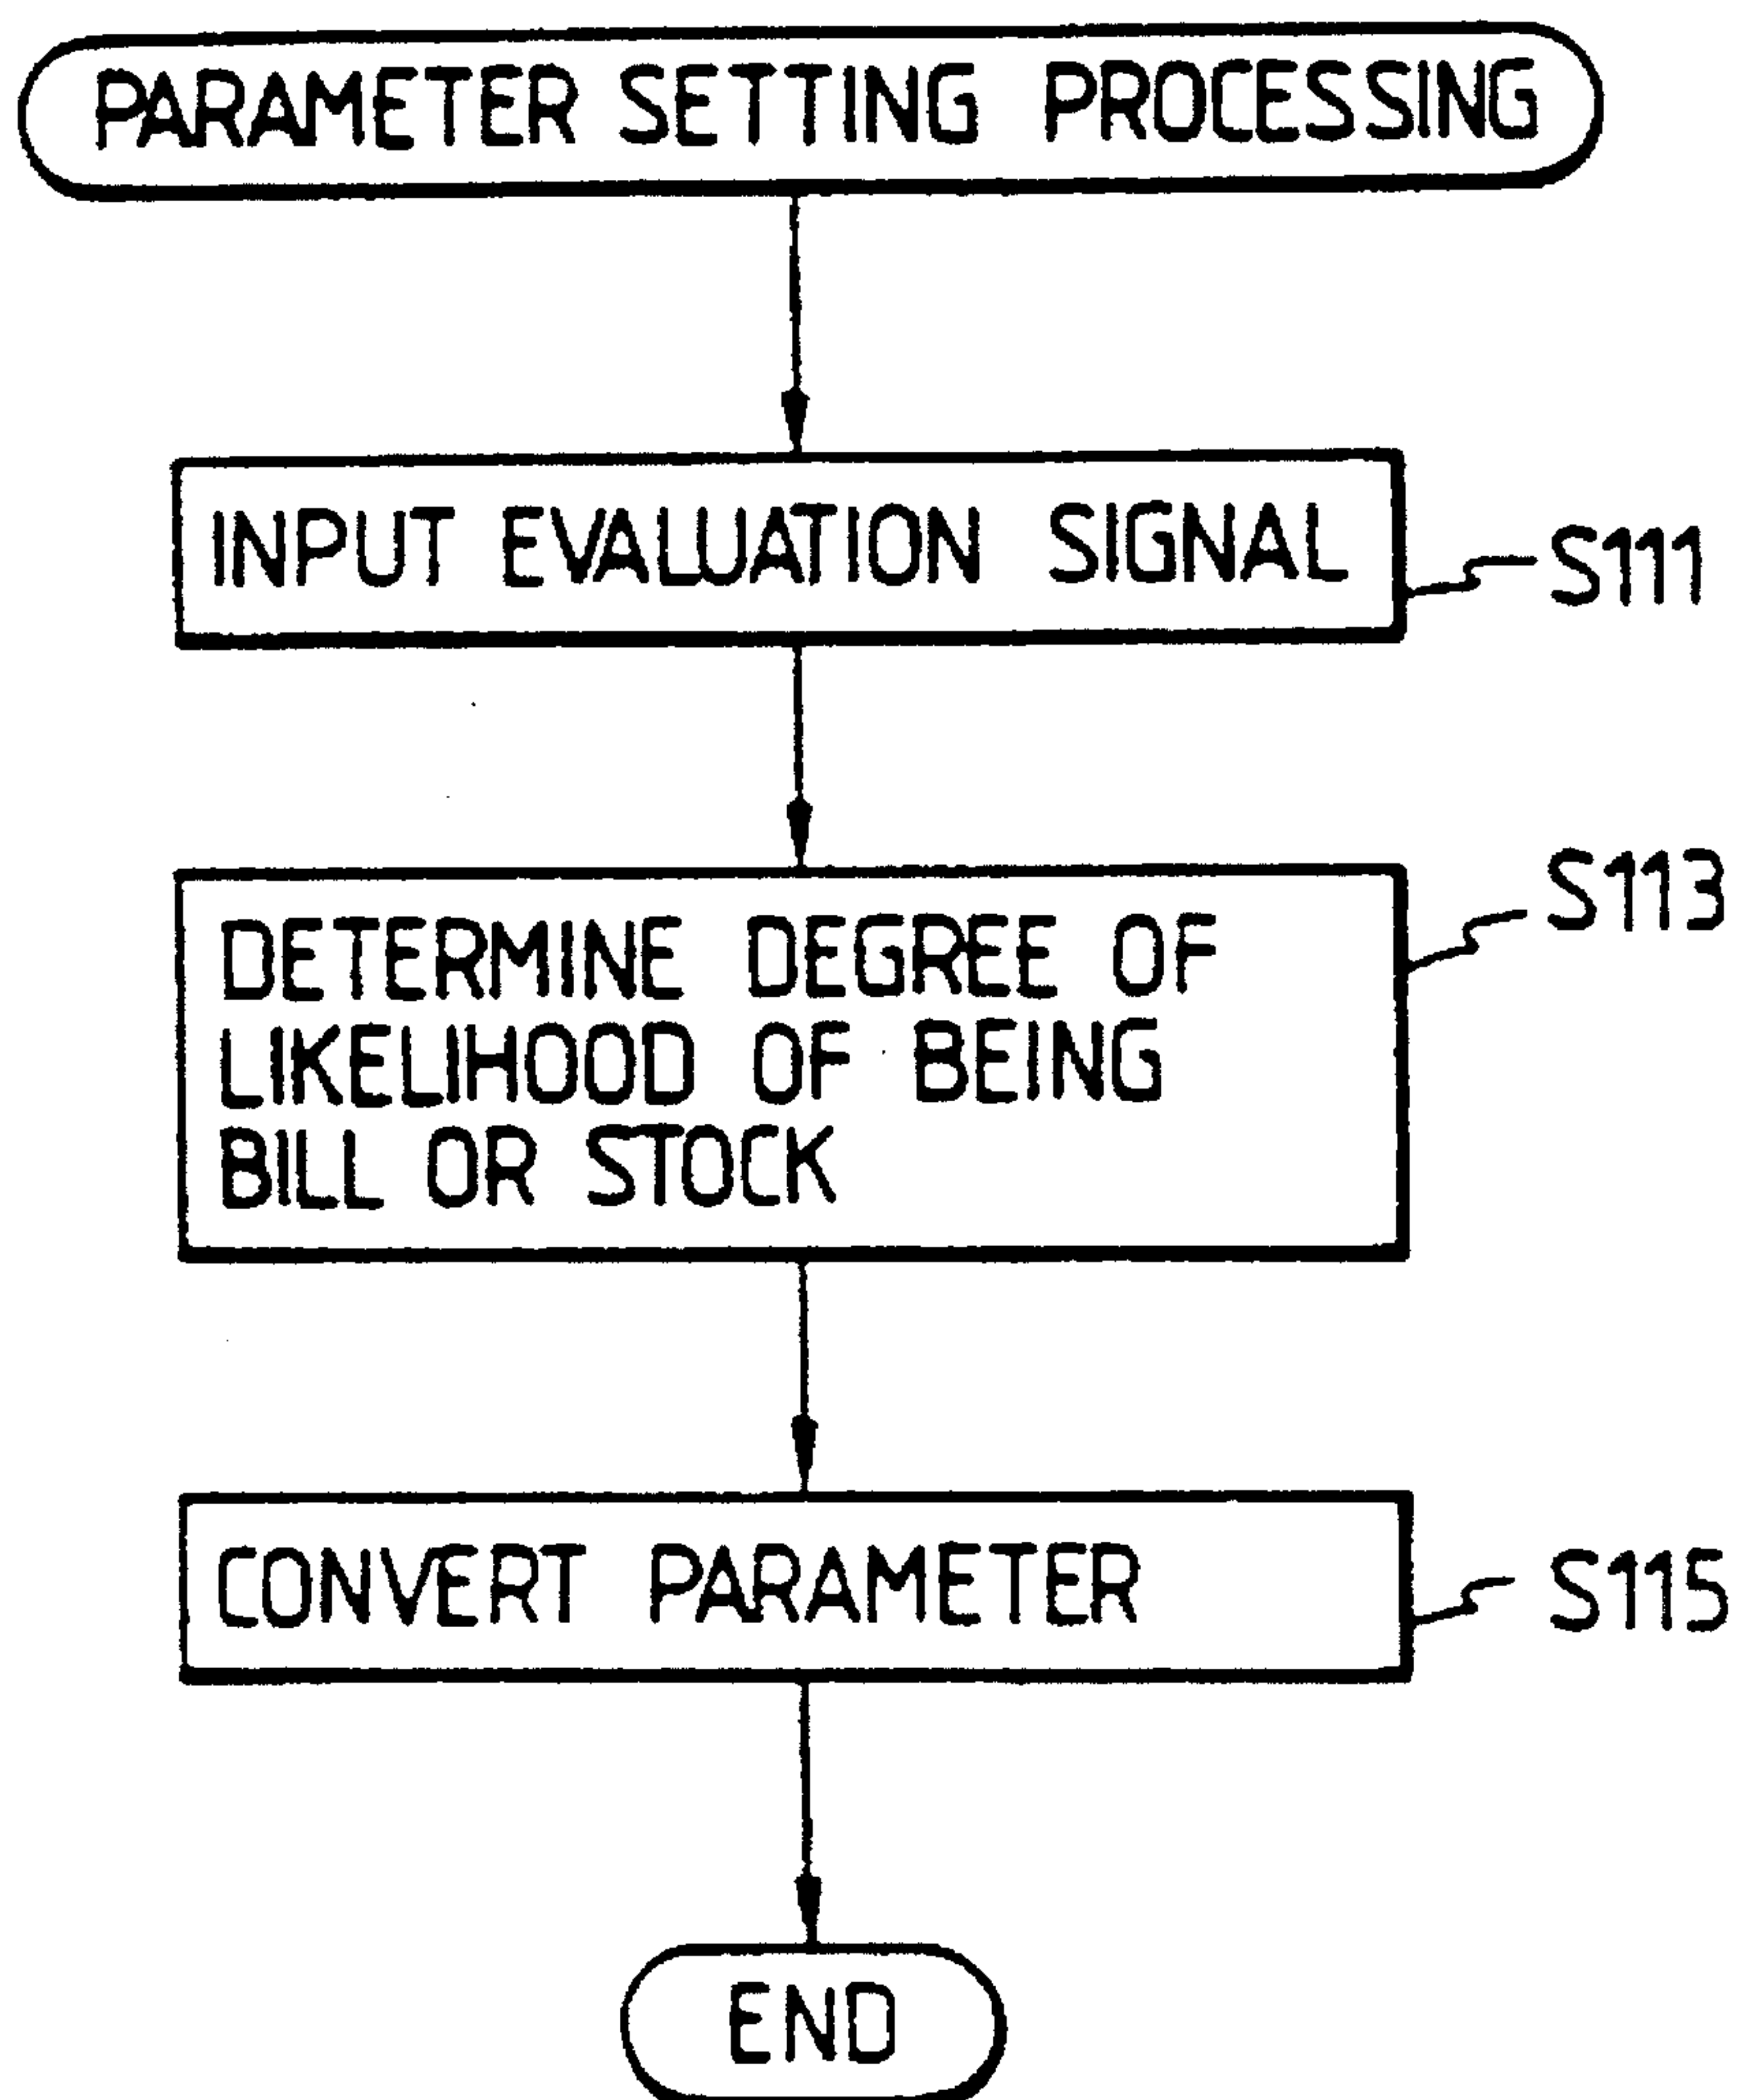 PARAMETER SETTING PROCESSING
INPUT EVALUATION SIGNAL
S111
S113
DETERMINE DEGREE OF
LIKELIHOOD OF BEING
BILL OR STOCK
CONVERT PARAMETER
S115
END